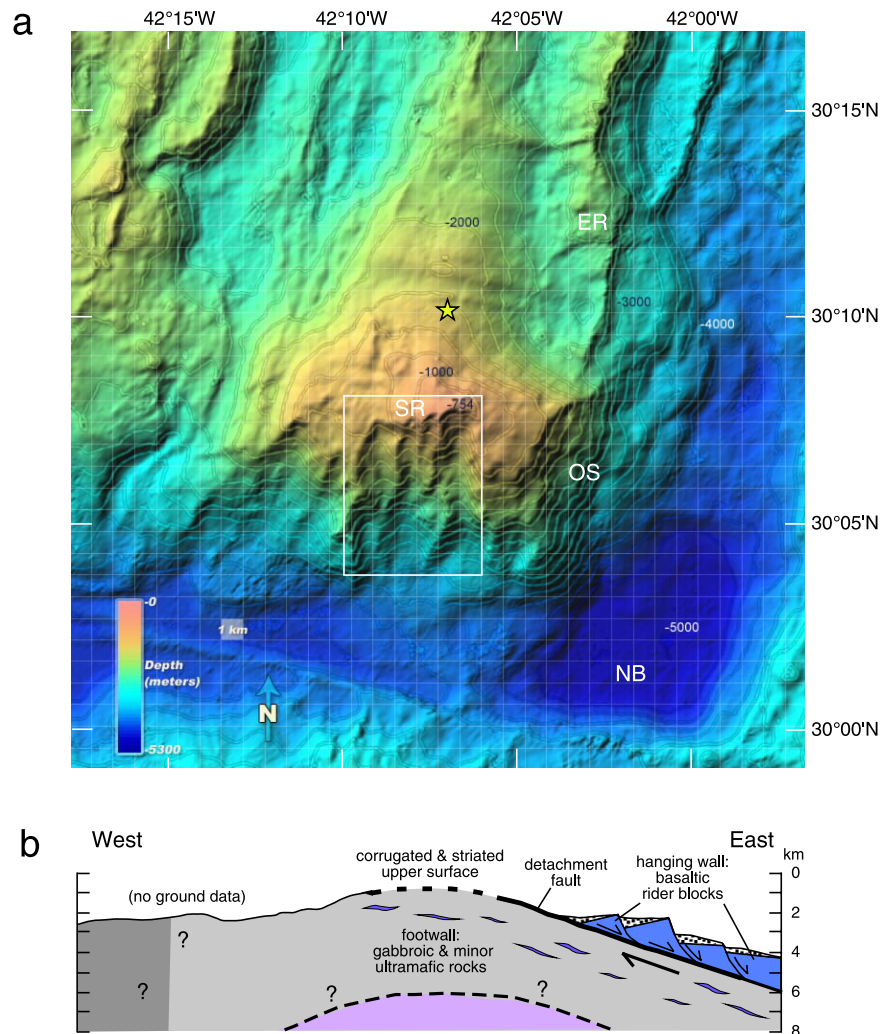 a
42°15'W 42°10'W 42°05'W 42°00'W
30°15'N
ER
-2000
-3000
30°10'N
-4000
-1000
SR
-754
OS
30°05'N
-0
1 km
-5000
Depth
(meters)
NB
N
30°00'N
-5300
b
West
East
km
corrugated & striated
upper surface
detachment
fault
hanging wall:
basaltic
rider blocks
0
(no ground data)
2
?
footwall:
gabbroic & minor
ultramafic rocks
4
?
?
?
6
8